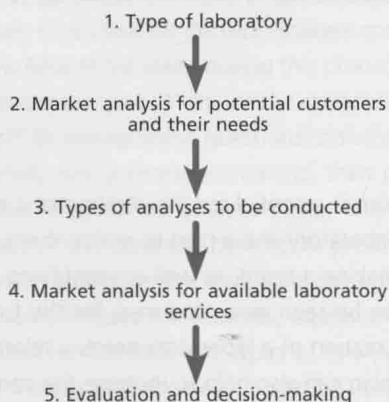 1. Type of laboratory
2. Market analysis for potential customers
and their needs
3. Types of analyses to be conducted
4. Market analysis for available laboratory
services
5. Evaluation and decision-making